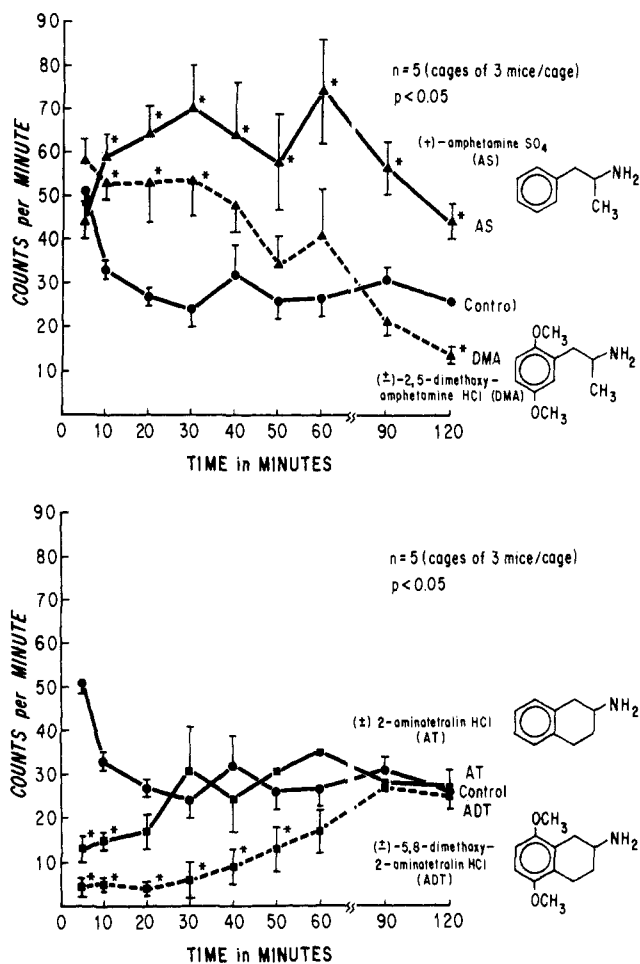 90
80
70
60
50
40
30
20
10
COUNTS per MINUTE
n=5 (cages of 3 mice/cage)
p<0.05
(+)-amphetamine SO4
(AS)
NH2
CH3
* * * * * * * *
AS
Control
* * *
* DMA
(±)-2,5-dimethoxy-
amphetamine HCl (DMA)
OCH3
NH2
CH3
OCH3
0 10 20 30 40 50 60 90 120
TIME in MINUTES
90
80
70
60
50
40
30
20
10
COUNTS per MINUTE
n=5 (cages of 3 mice/cage)
p<0.05
(±) 2-aminotetralin HCl
(AT)
NH2
AT
Control
ADT
* *
* * * * * *
(±)-5,8-dimethoxy-
2-aminotetralin HCl
(ADT)
OCH3
NH2
OCH3
0 10 20 30 40 50 60 90 120
TIME in MINUTES